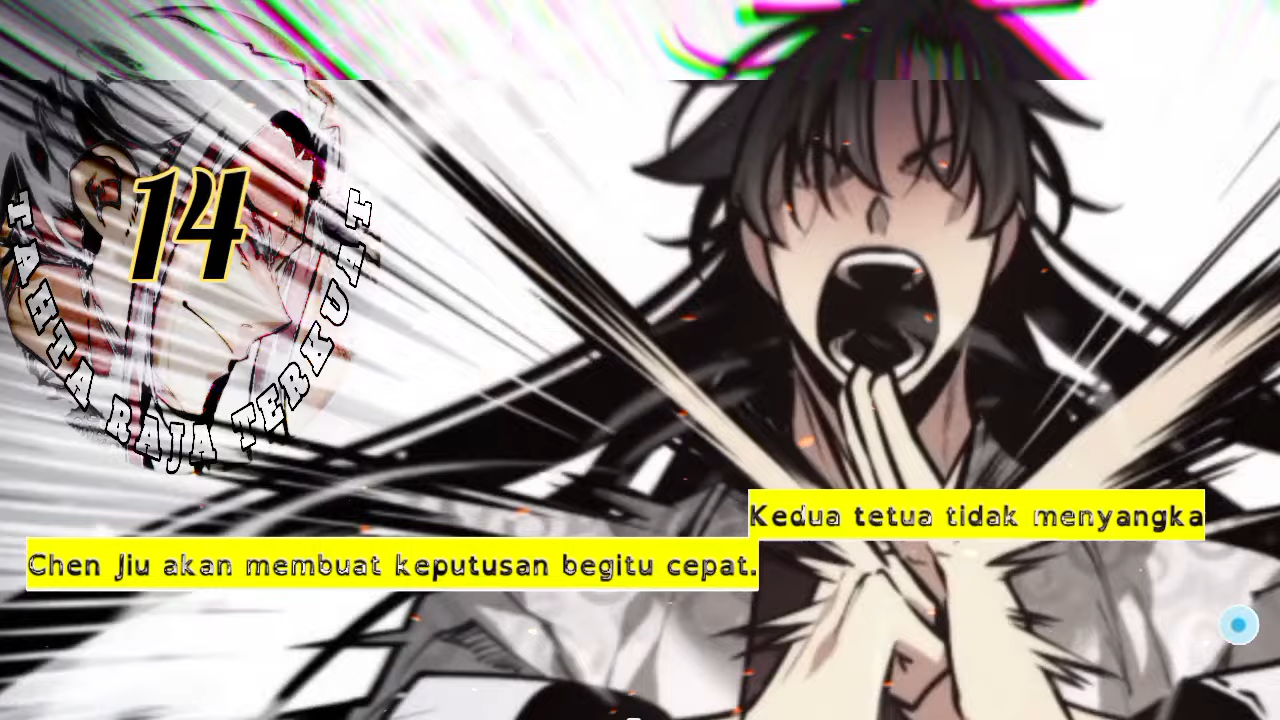 14
TAHTA RAJA TERKUAT
Kedua tetua tidak menyangka
Chen Jiu akan membuat keputusan begitu cepat.